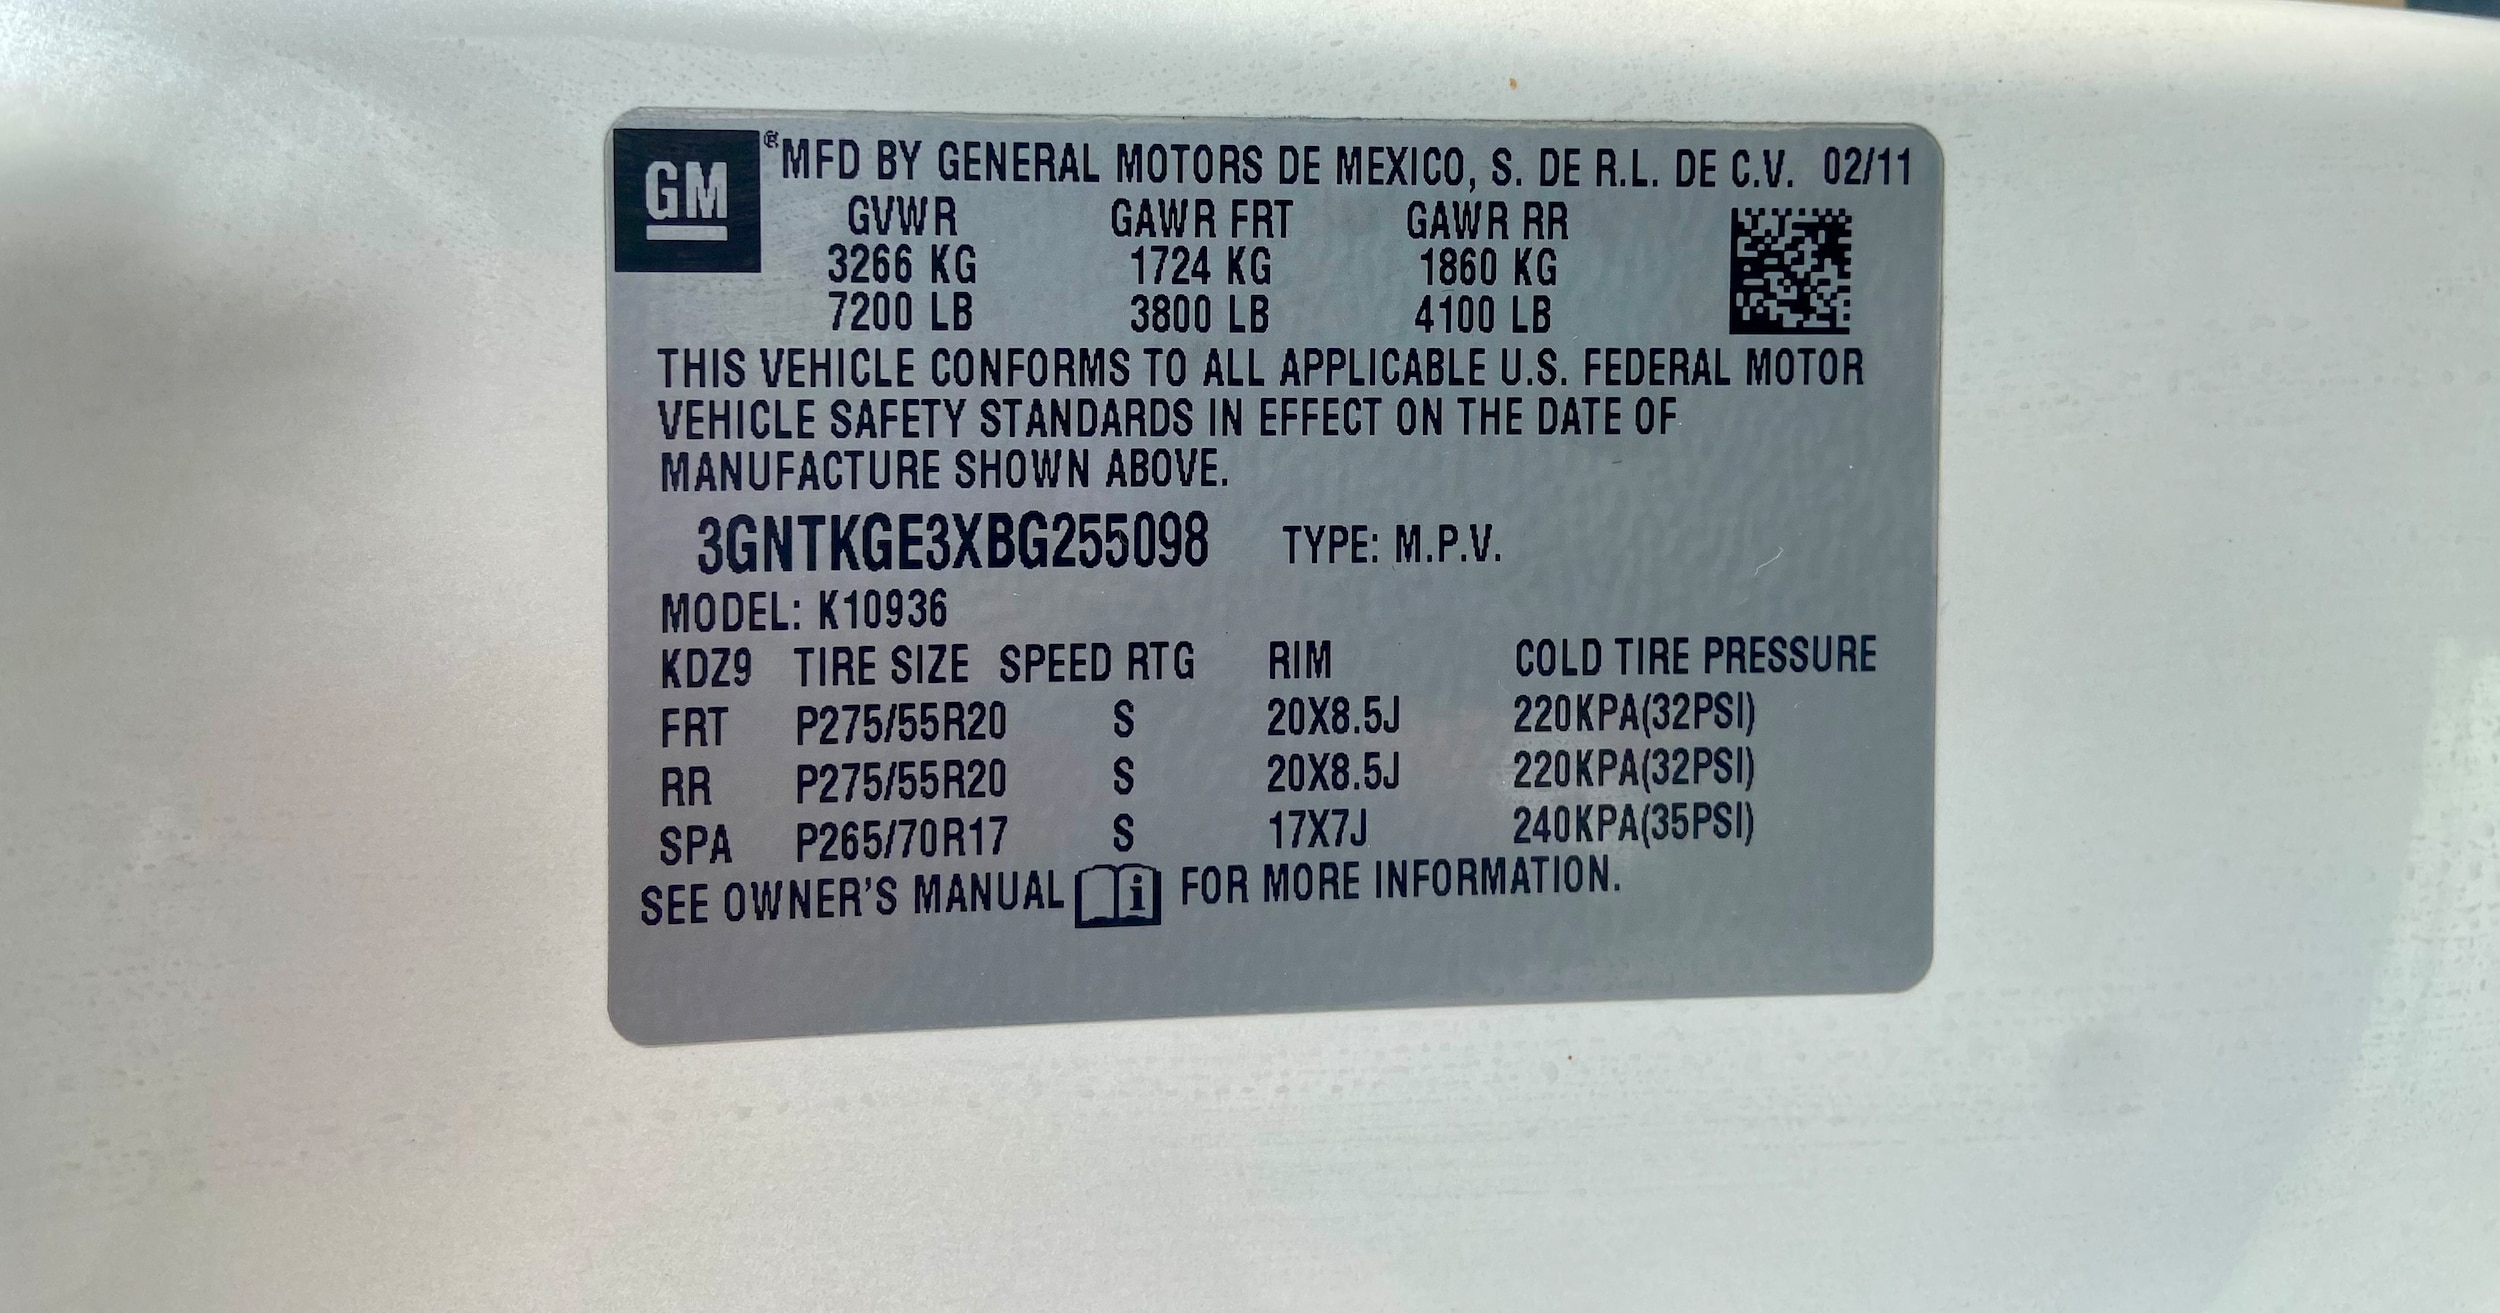 GM ® MFD BY GENERAL MOTORS DE MEXICO, S. DE R.L. DE C.V. 02/11
GVWR GAWR FRT GAWR RR
3266 KG 1724 KG 1860 KG
7200 LB 3800 LB 4100 LB
THIS VEHICLE CONFORMS TO ALL APPLICABLE U.S. FEDERAL MOTOR
VEHICLE SAFETY STANDARDS IN EFFECT ON THE DATE OF
MANUFACTURE SHOWN ABOVE.
3GNTKGE3XBG255098 TYPE: M.P.V.
MODEL: K10936
KDZ9 TIRE SIZE SPEED RTG RIM COLD TIRE PRESSURE
FRT P275/55R20 S 20X8.5J 220KPA(32PSI)
RR P275/55R20 S 20X8.5J 220KPA(32PSI)
SPA P265/70R17 S 17X7J 240KPA(35PSI)
SEE OWNER'S MANUAL i FOR MORE INFORMATION.